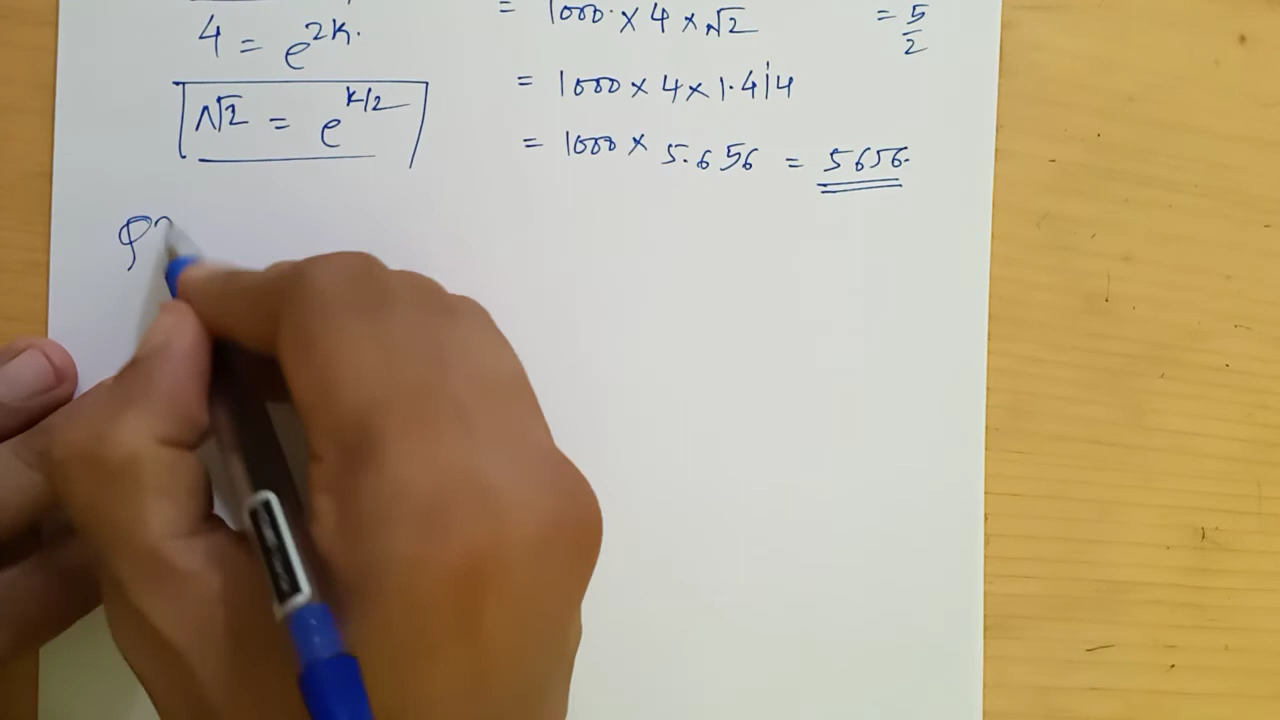 4 = e^{2k}.
√2 = e^{k/2}
= 1000 × 4 × √2
= 1000 × 4 × 1.414
= 1000 × 5.656 = 5656.
= 5/2